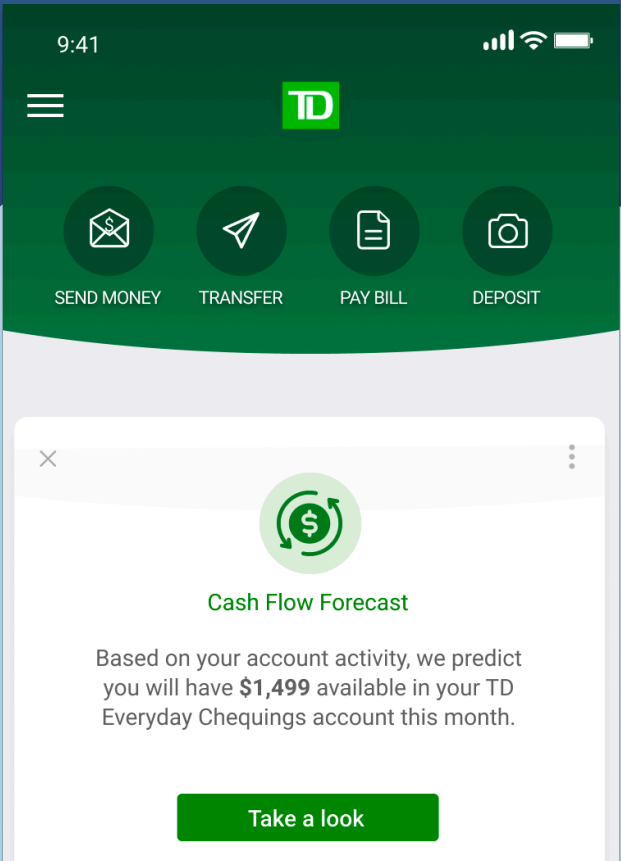 9:41
TD
SEND MONEY TRANSFER PAY BILL DEPOSIT
Cash Flow Forecast
Based on your account activity, we predict
you will have $1,499 available in your TD
Everyday Chequings account this month.
Take a look